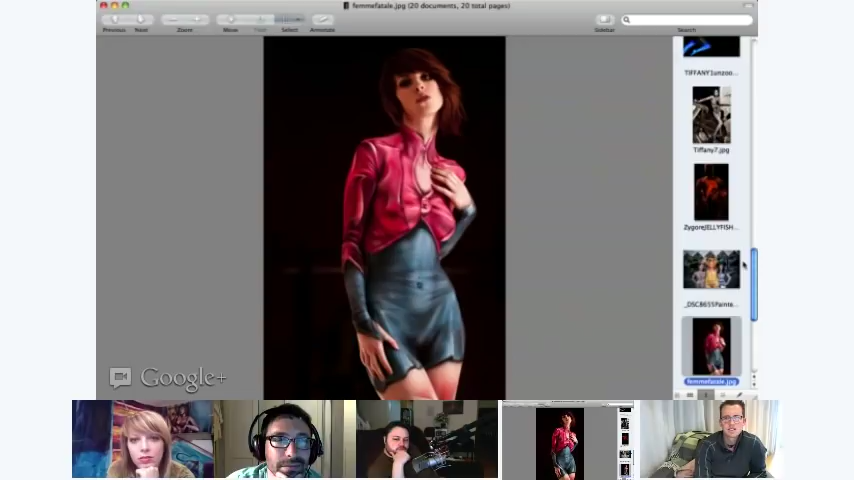 femmefatale.jpg (20 documents, 20 total pages)
Previous Next Zoom Move Select Annotate Sidebar Search
TIFFANY1unzoo...
Tiffany7.jpg
ZygoreJELLYFISH...
_DSC8655Painte...
femmefatale.jpg
Google+